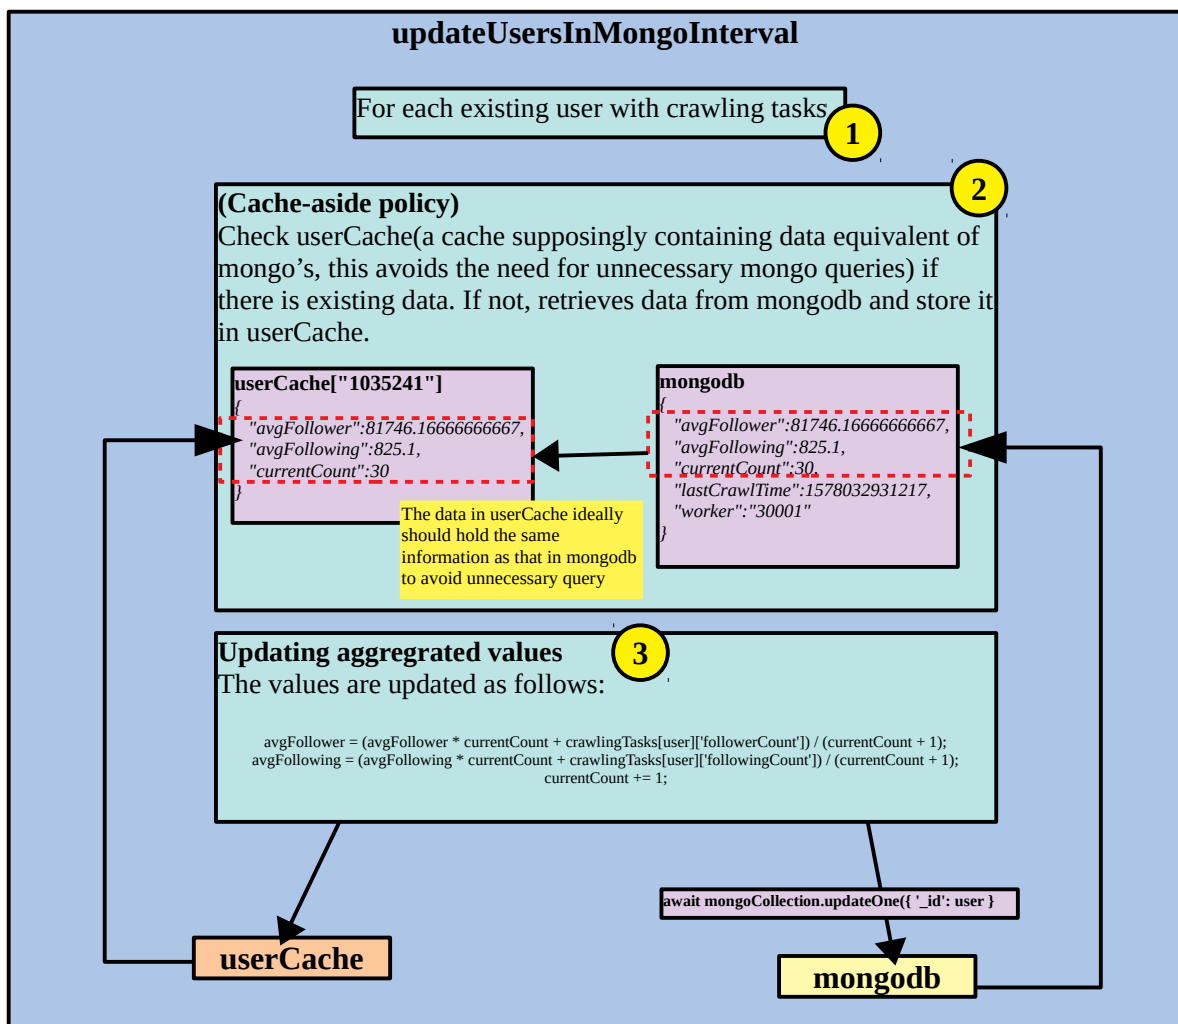 updateUsersInMongoInterval
For each existing user with crawling tasks
1
2
(Cache-aside policy)
Check userCache(a cache supposingly containing data equivalent of
mongo’s, this avoids the need for unnecessary mongo queries) if
there is existing data. If not, retrieves data from mongodb and store it
in userCache.
userCache["1035241"]
{
"avgFollower":81746.16666666667,
"avgFollowing":825.1,
"currentCount":30
}
mongodb
{
"avgFollower":81746.16666666667,
"avgFollowing":825.1,
"currentCount":30,
"lastCrawlTime":1578032931217,
"worker":"30001"
}
The data in userCache ideally
should hold the same
information as that in mongodb
to avoid unnecessary query
3
Updating aggregrated values
The values are updated as follows:
avgFollower = (avgFollower * currentCount + crawlingTasks[user]['followerCount']) / (currentCount + 1);
avgFollowing = (avgFollowing * currentCount + crawlingTasks[user]['followingCount']) / (currentCount + 1);
currentCount += 1;
await mongoCollection.updateOne({ '_id': user }
userCache
mongodb